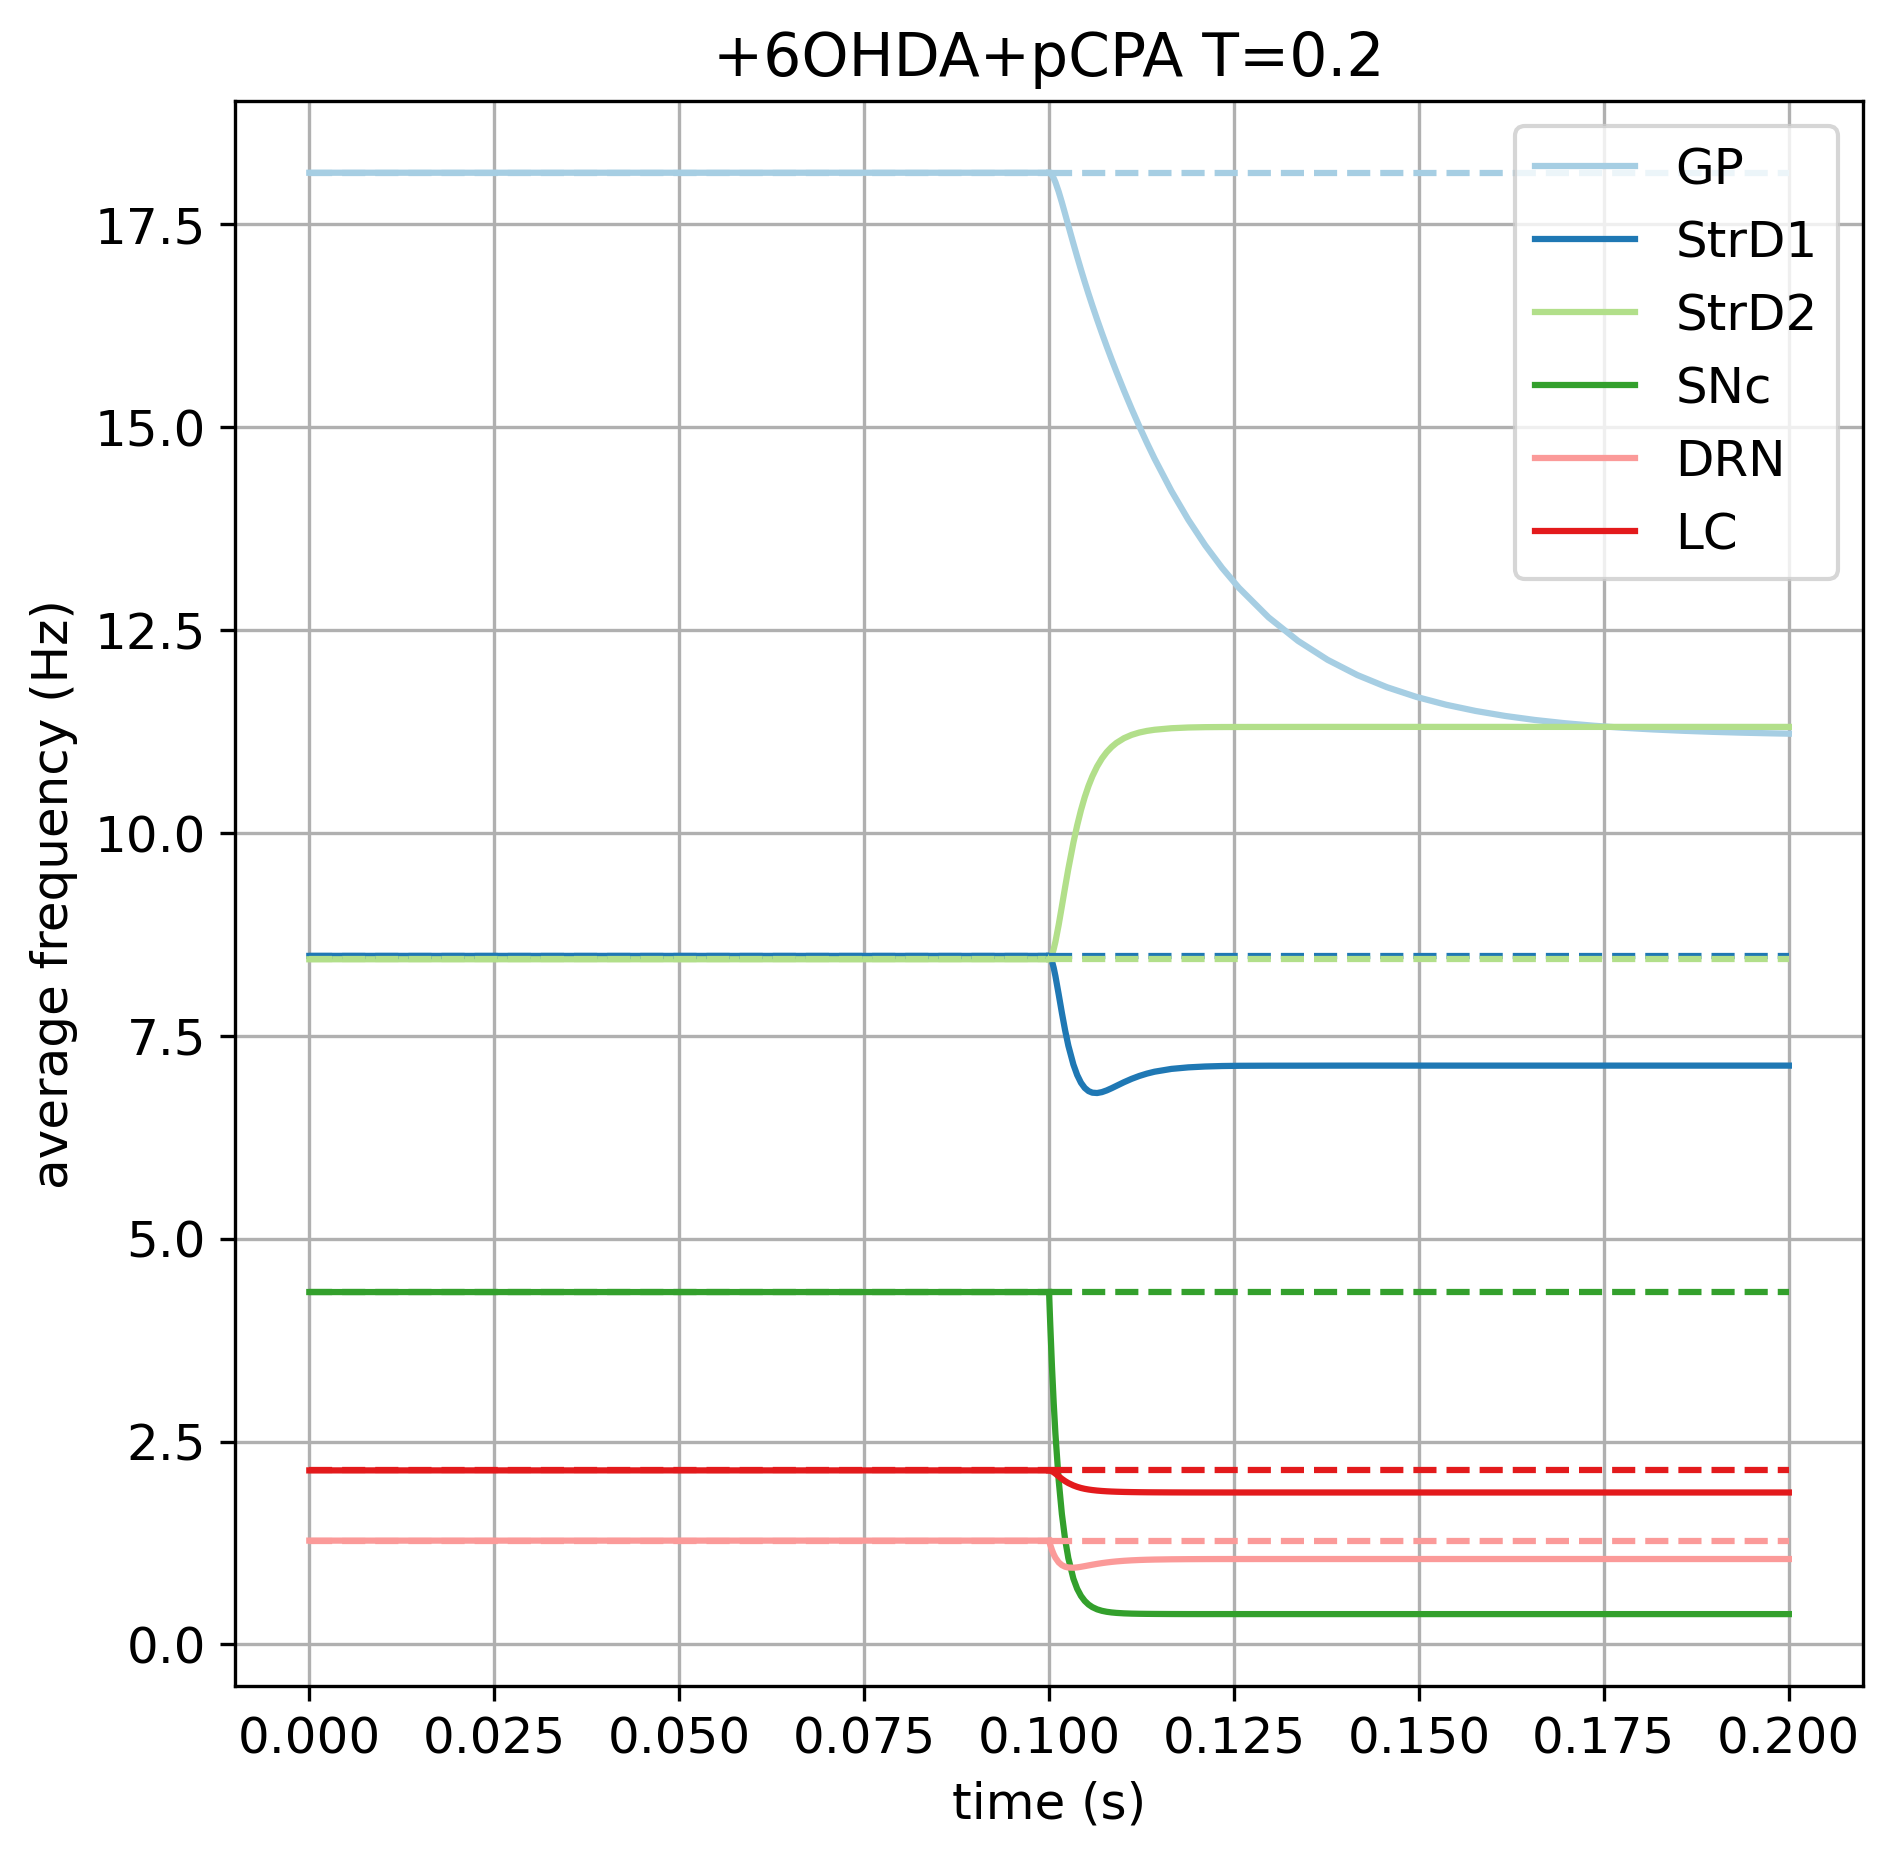 +6OHDA+pCPA T=0.2
GP
StrD1
StrD2
SNc
DRN
LC
average frequency (Hz)
17.5
15.0
12.5
10.0
7.5
5.0
2.5
0.0
0.000 0.025 0.050 0.075 0.100 0.125 0.150 0.175 0.200
time (s)